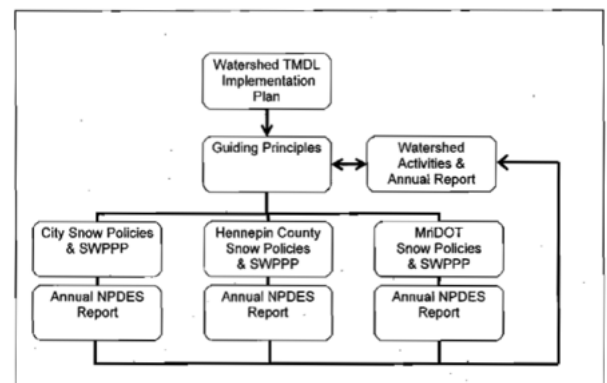 Watershed TMDL
Implementation
Plan
Guiding Principles
Watershed
Activities &
Annual Report
City Snow Policies
& SWPPP
Hennepin County
Snow Policies
& SWPPP
MnDOT
Snow Policies
& SWPPP
Annual NPDES
Report
Annual NPDES
Report
Annual NPDES
Report